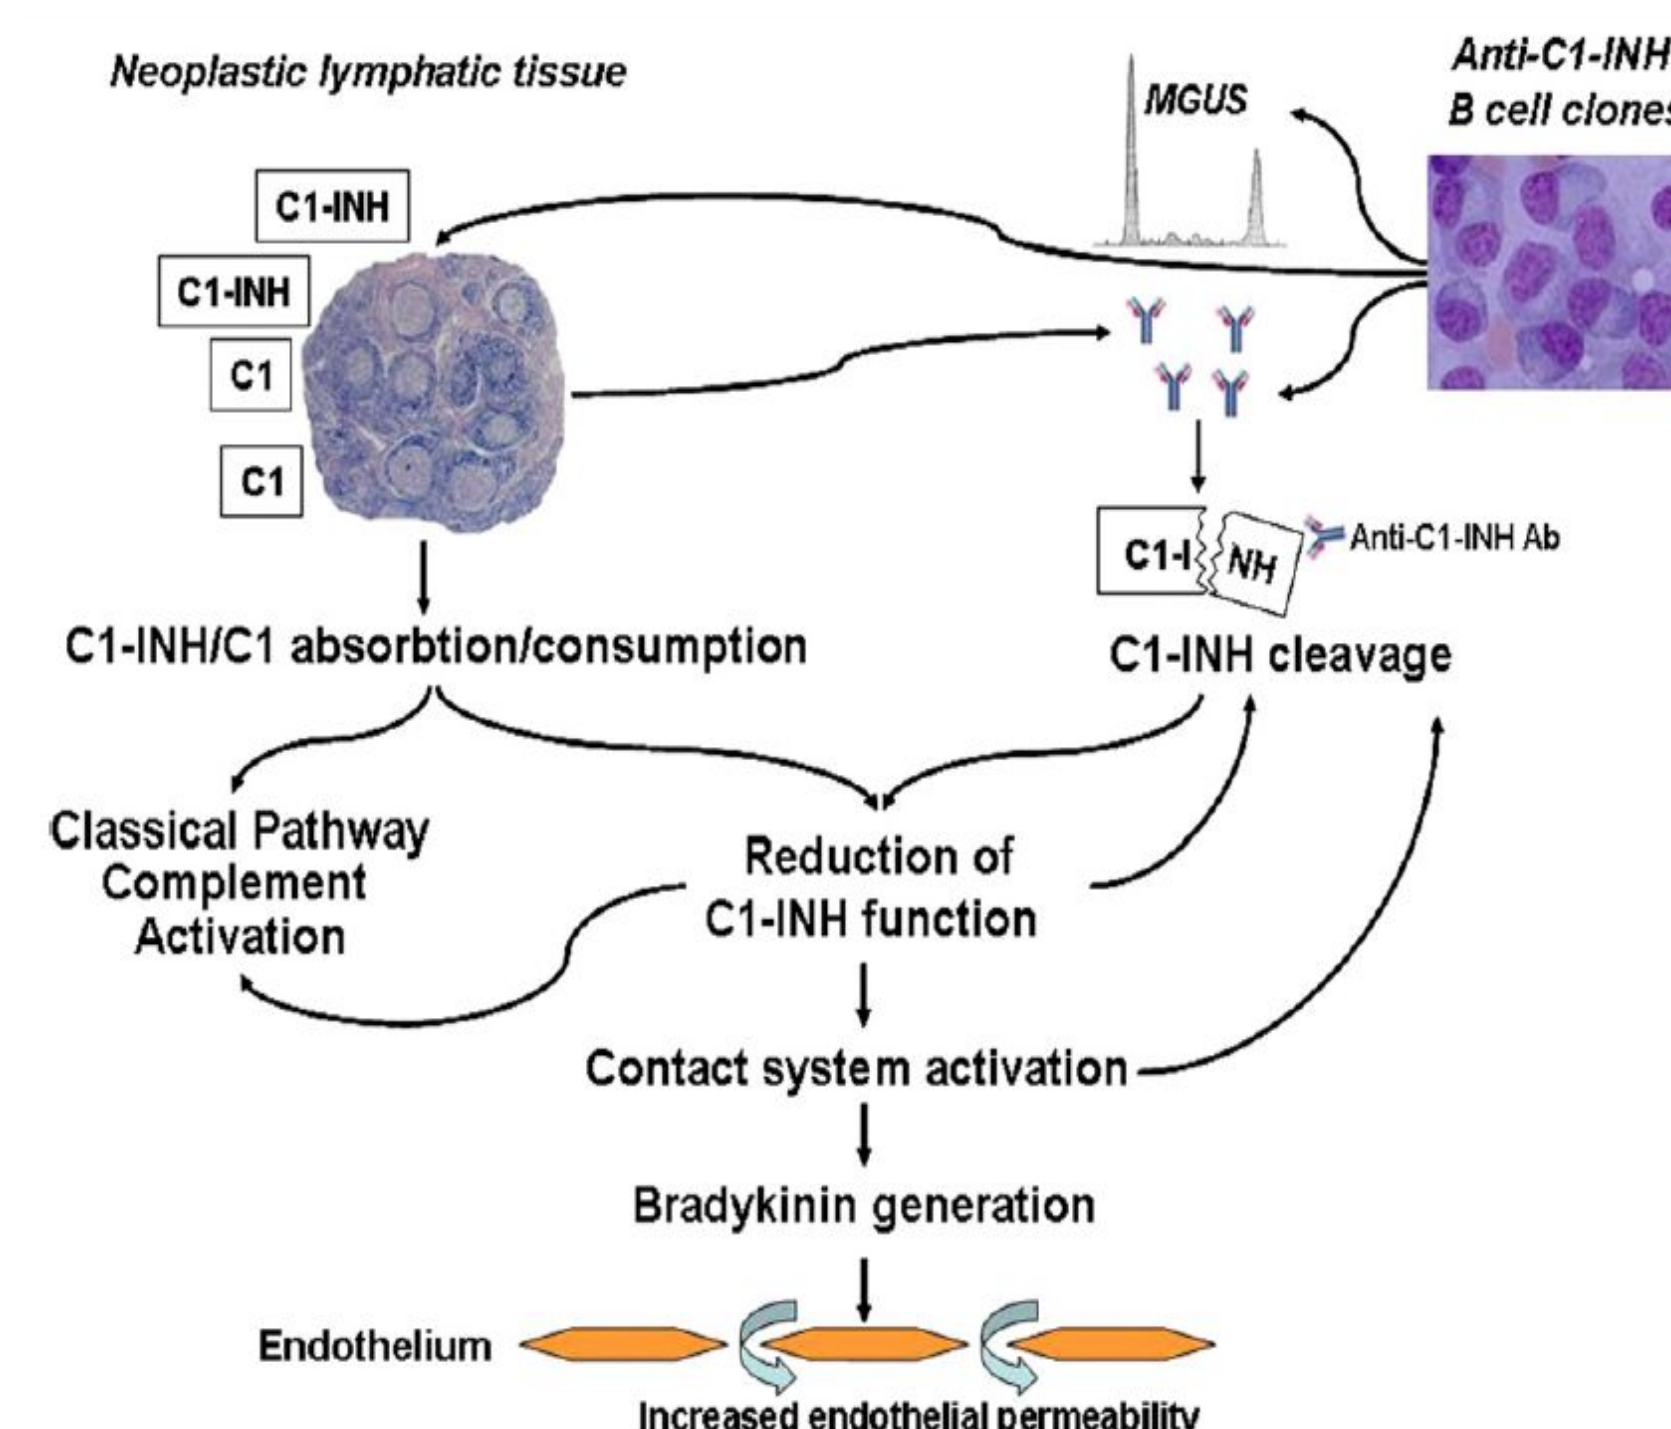 Neoplastic lymphatic tissue
MGUS
Anti-C1-INH
B cell clones
C1-INH
C1-INH
C1
C1
C1-I NH
Anti-C1-INH Ab
C1-INH/C1 absorbtion/consumption
C1-INH cleavage
Classical Pathway
Complement
Activation
Reduction of
C1-INH function
Contact system activation
Bradykinin generation
Endothelium
Increased endothelial permeability